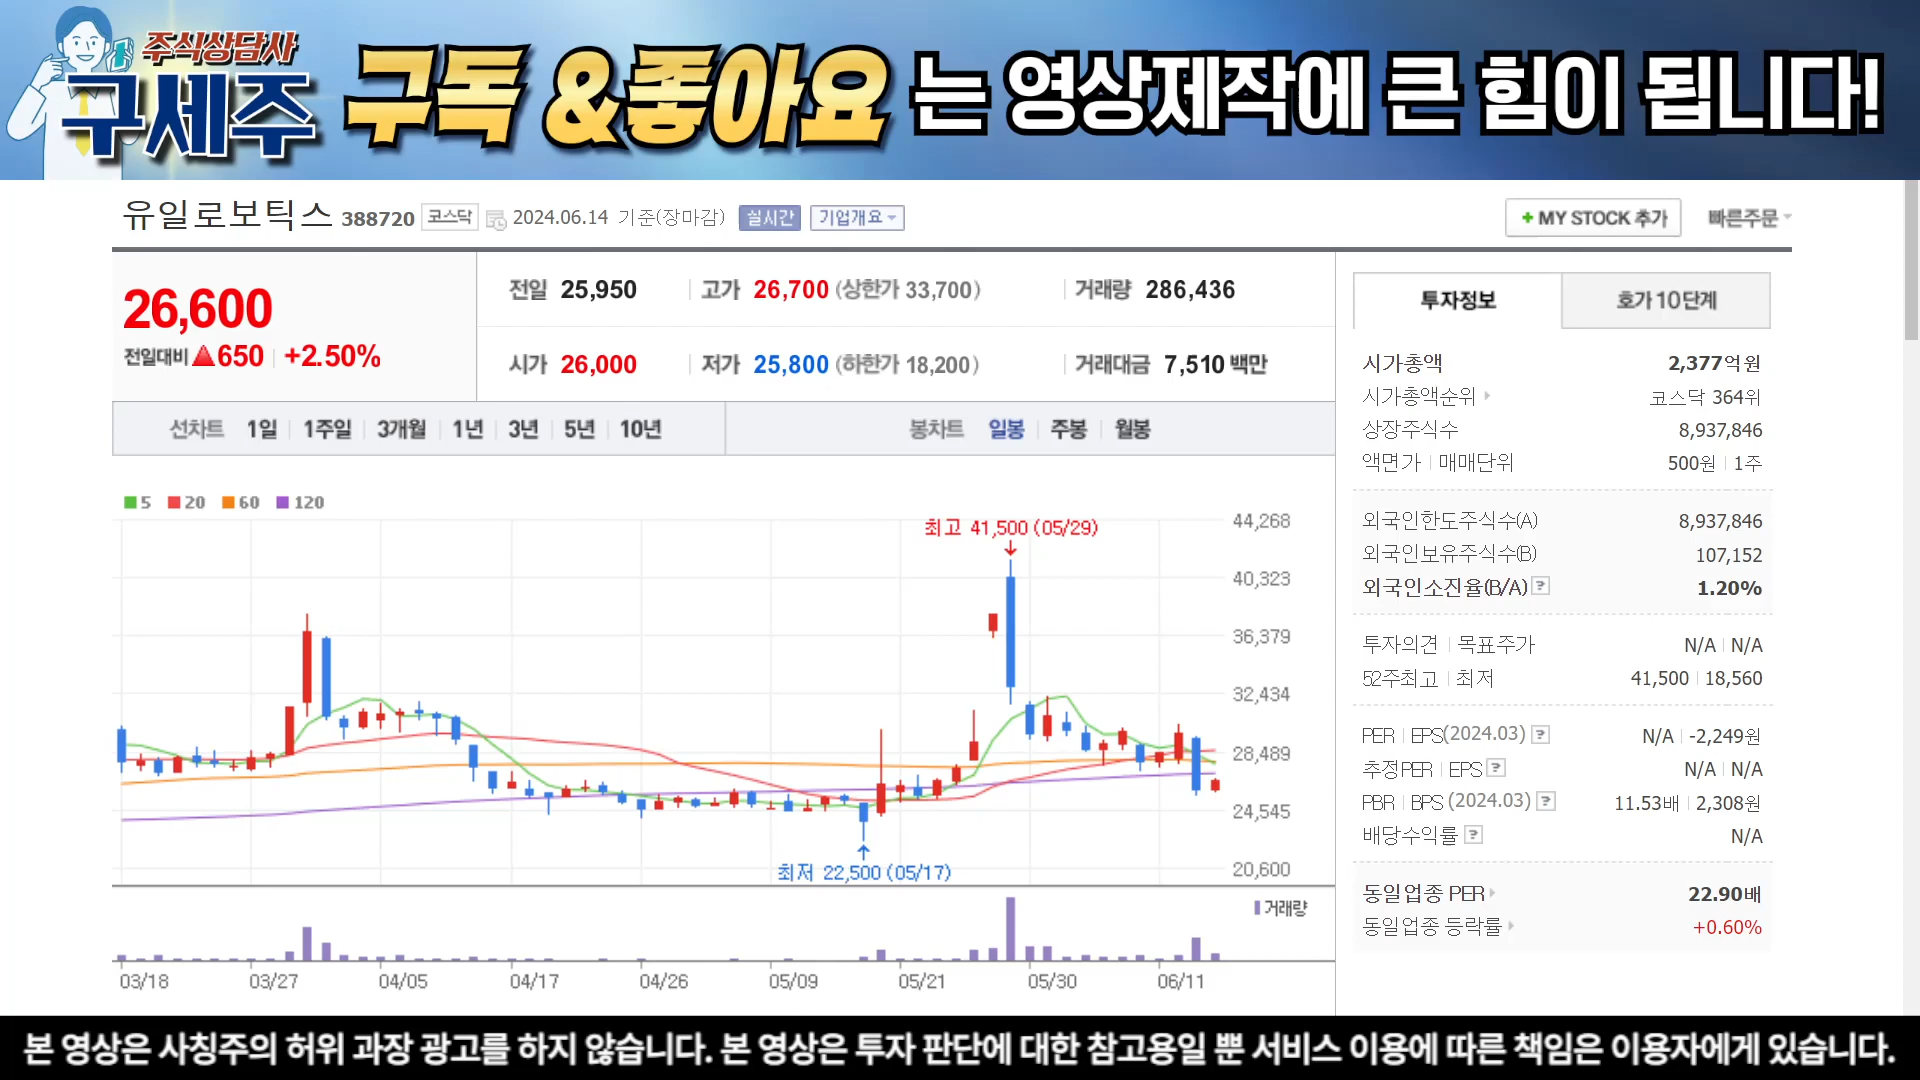 주식상담사
구세주
구독 &좋아요 는 영상제작에 큰 힘이 됩니다!
유일로보틱스 388720 코스닥 2024.06.14 기준(장마감) 실시간 기업개요
+ MY STOCK 추가 빠른주문
26,600
전일대비 650 +2.50%
전일 25,950 고가 26,700 (상한가 33,700) 거래량 286,436
시가 26,000 저가 25,800 (하한가 18,200) 거래대금 7,510 백만
선차트 1일 1주일 3개월 1년 3년 5년 10년 봉차트 일봉 주봉 월봉
5 20 60 120
최고 41,500 (05/29)
최저 22,500 (05/17)
44,268
40,323
36,379
32,434
28,489
24,545
20,600
거래량
03/18 03/27 04/05 04/17 04/26 05/09 05/21 05/30 06/11
투자정보 호가 10단계
시가총액 2,377억원
시가총액순위 코스닥 364위
상장주식수 8,937,846
액면가 매매단위 500원 1주
외국인한도주식수(A) 8,937,846
외국인보유주식수(B) 107,152
외국인소진율(B/A) ? 1.20%
투자의견 목표주가 N/A N/A
52주최고 최저 41,500 18,560
PER EPS(2024.03) ? N/A -2,249원
추정PER EPS ? N/A N/A
PBR BPS (2024.03) ? 11.53배 2,308원
배당수익률 ? N/A
동일업종 PER 22.90배
동일업종 등락률 +0.60%
본 영상은 사칭주의 허위 과장 광고를 하지 않습니다. 본 영상은 투자 판단에 대한 참고용일 뿐 서비스 이용에 따른 책임은 이용자에게 있습니다.